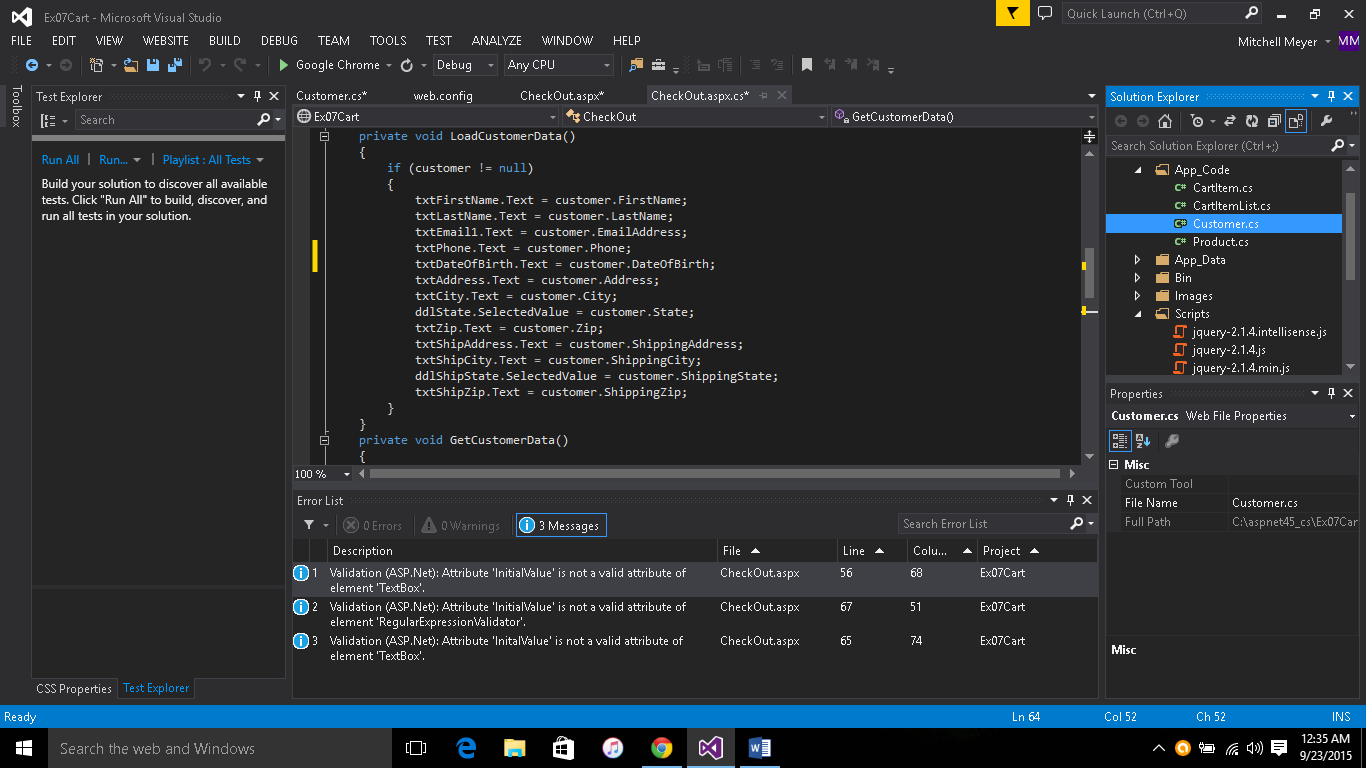 Ex07Cart - Microsoft Visual Studio
Quick Launch (Ctrl+Q)
FILE EDIT VIEW WEBSITE BUILD DEBUG TEAM TOOLS TEST ANALYZE WINDOW HELP
Mitchell Meyer MM
Google Chrome Debug Any CPU
Toolbox
Test Explorer
Search
Run All Run... Playlist : All Tests
Build your solution to discover all available
tests. Click "Run All" to build, discover, and
run all tests in your solution.
CSS Properties Test Explorer
Customer.cs* web.config CheckOut.aspx* CheckOut.aspx.cs*
Ex07Cart CheckOut GetCustomerData()
private void LoadCustomerData()
{
if (customer != null)
{
txtFirstName.Text = customer.FirstName;
txtLastName.Text = customer.LastName;
txtEmail1.Text = customer.EmailAddress;
txtPhone.Text = customer.Phone;
txtDateOfBirth.Text = customer.DateOfBirth;
txtAddress.Text = customer.Address;
txtCity.Text = customer.City;
ddlState.SelectedValue = customer.State;
txtZip.Text = customer.Zip;
txtShipAddress.Text = customer.ShippingAddress;
txtShipCity.Text = customer.ShippingCity;
ddlShipState.SelectedValue = customer.ShippingState;
txtShipZip.Text = customer.ShippingZip;
}
}
private void GetCustomerData()
{
100 %
Error List
0 Errors 0 Warnings 3 Messages
Search Error List
Description File Line Colu... Project
1 Validation (ASP.Net): Attribute 'InitialValue' is not a valid attribute of CheckOut.aspx 56 68 Ex07Cart
element 'TextBox'.
2 Validation (ASP.Net): Attribute 'InitialValue' is not a valid attribute of CheckOut.aspx 67 51 Ex07Cart
element 'RegularExpressionValidator'.
3 Validation (ASP.Net): Attribute 'InitalValue' is not a valid attribute of CheckOut.aspx 65 74 Ex07Cart
element 'TextBox'.
Solution Explorer
Search Solution Explorer (Ctrl+;)
App_Code
C# CartItem.cs
C# CartItemList.cs
C# Customer.cs
C# Product.cs
App_Data
Bin
Images
Scripts
jquery-2.1.4.intellisense.js
jquery-2.1.4.js
jquery-2.1.4.min.js
Properties
Customer.cs Web File Properties
Misc
Custom Tool
File Name Customer.cs
Full Path C:\aspnet45_cs\Ex07Car
Misc
Ready Ln 64 Col 52 Ch 52 INS
Search the web and Windows
12:35 AM
9/23/2015